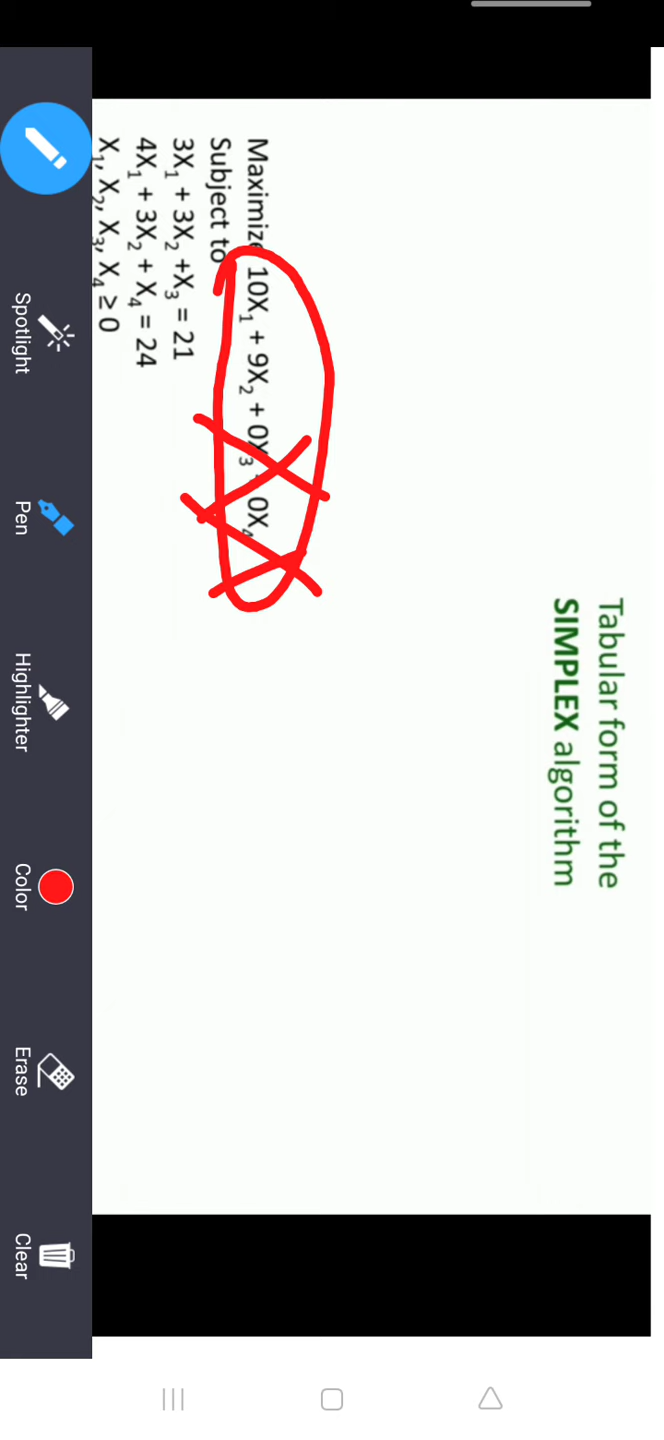 Tabular form of the
SIMPLEX algorithm
Maximize 10X₁ + 9X₂ + 0X₃ + 0X₄
Subject to
3X₁ + 3X₂ +X₃ = 21
4X₁ + 3X₂ + X₄ = 24
X₁, X₂, X₃, X₄ ≥ 0
Spotlight
Pen
Highlighter
Color
Erase
Clear